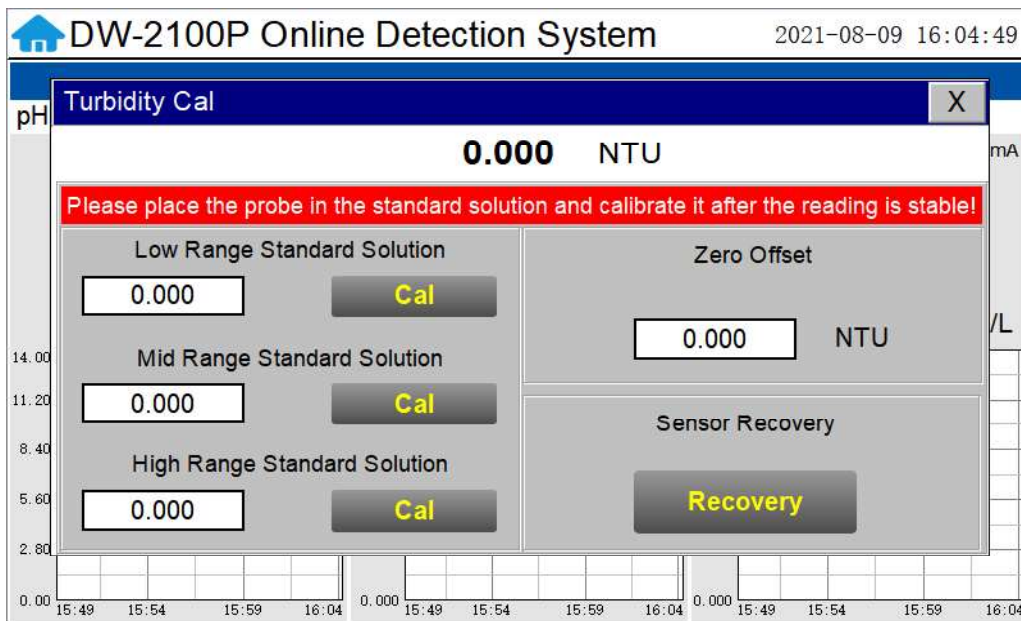 DW-2100P Online Detection System 2021-08-09 16:04:49
Turbidity Cal X
pH
0.000 NTU
mA
Please place the probe in the standard solution and calibrate it after the reading is stable!
Low Range Standard Solution
0.000 Cal
Mid Range Standard Solution
0.000 Cal
High Range Standard Solution
0.000 Cal
Zero Offset
0.000 NTU
Sensor Recovery
Recovery
/L
14.00
11.20
8.40
5.60
2.80
0.00
15:49 15:54 15:59 16:04
0.000
15:49 15:54 15:59 16:04
0.000
15:49 15:54 15:59 16:04